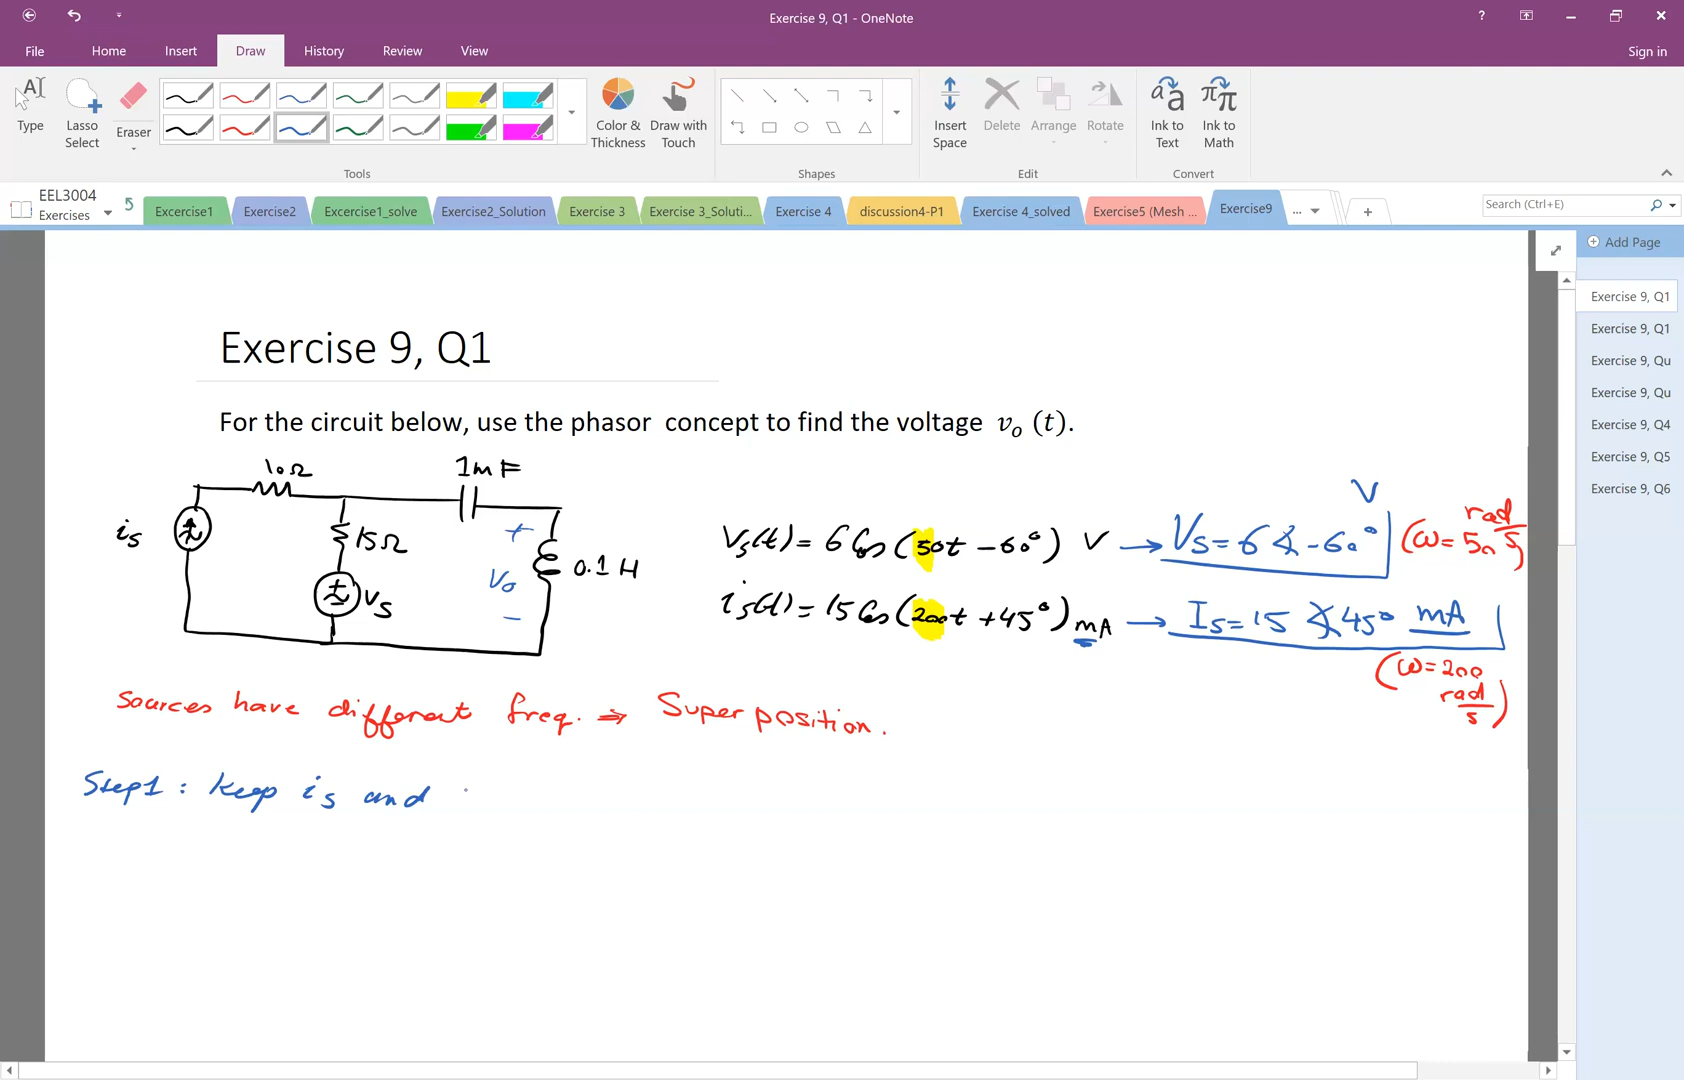 Exercise 9, Q1 - OneNote
?
File
Home
Insert
Draw
History
Review
View
Sign in
Type
Lasso Select
Eraser
Color & Thickness
Draw with Touch
Insert Space
Delete
Arrange
Rotate
Ink to Text
Ink to Math
Tools
Shapes
Edit
Convert
EEL3004
Exercises
Excercise1
Exercise2
Excercise1_solve
Exercise2_Solution
Exercise 3
Exercise 3_Soluti...
Exercise 4
discussion4-P1
Exercise 4_solved
Exercise5 (Mesh ...
Exercise9
...
Search (Ctrl+E)
Add Page
Exercise 9, Q1
Exercise 9, Q1
Exercise 9, Qu
Exercise 9, Qu
Exercise 9, Q4
Exercise 9, Q5
Exercise 9, Q6
Exercise 9, Q1
For the circuit below, use the phasor concept to find the voltage v₀ (t).
10Ω
1mF
is
15Ω
Vs
+
Vo
−
0.1H
Vs(t) = 6 Cos (50t − 60°) V → Vs = 6 ∡ −60° V (ω = 50 rad/s)
is(t) = 15 Cos (200t + 45°) mA → Is = 15 ∡ 45° mA
(ω = 200 rad/s)
Sources have different freq. ⇒ Superposition.
Step1 : Keep is and